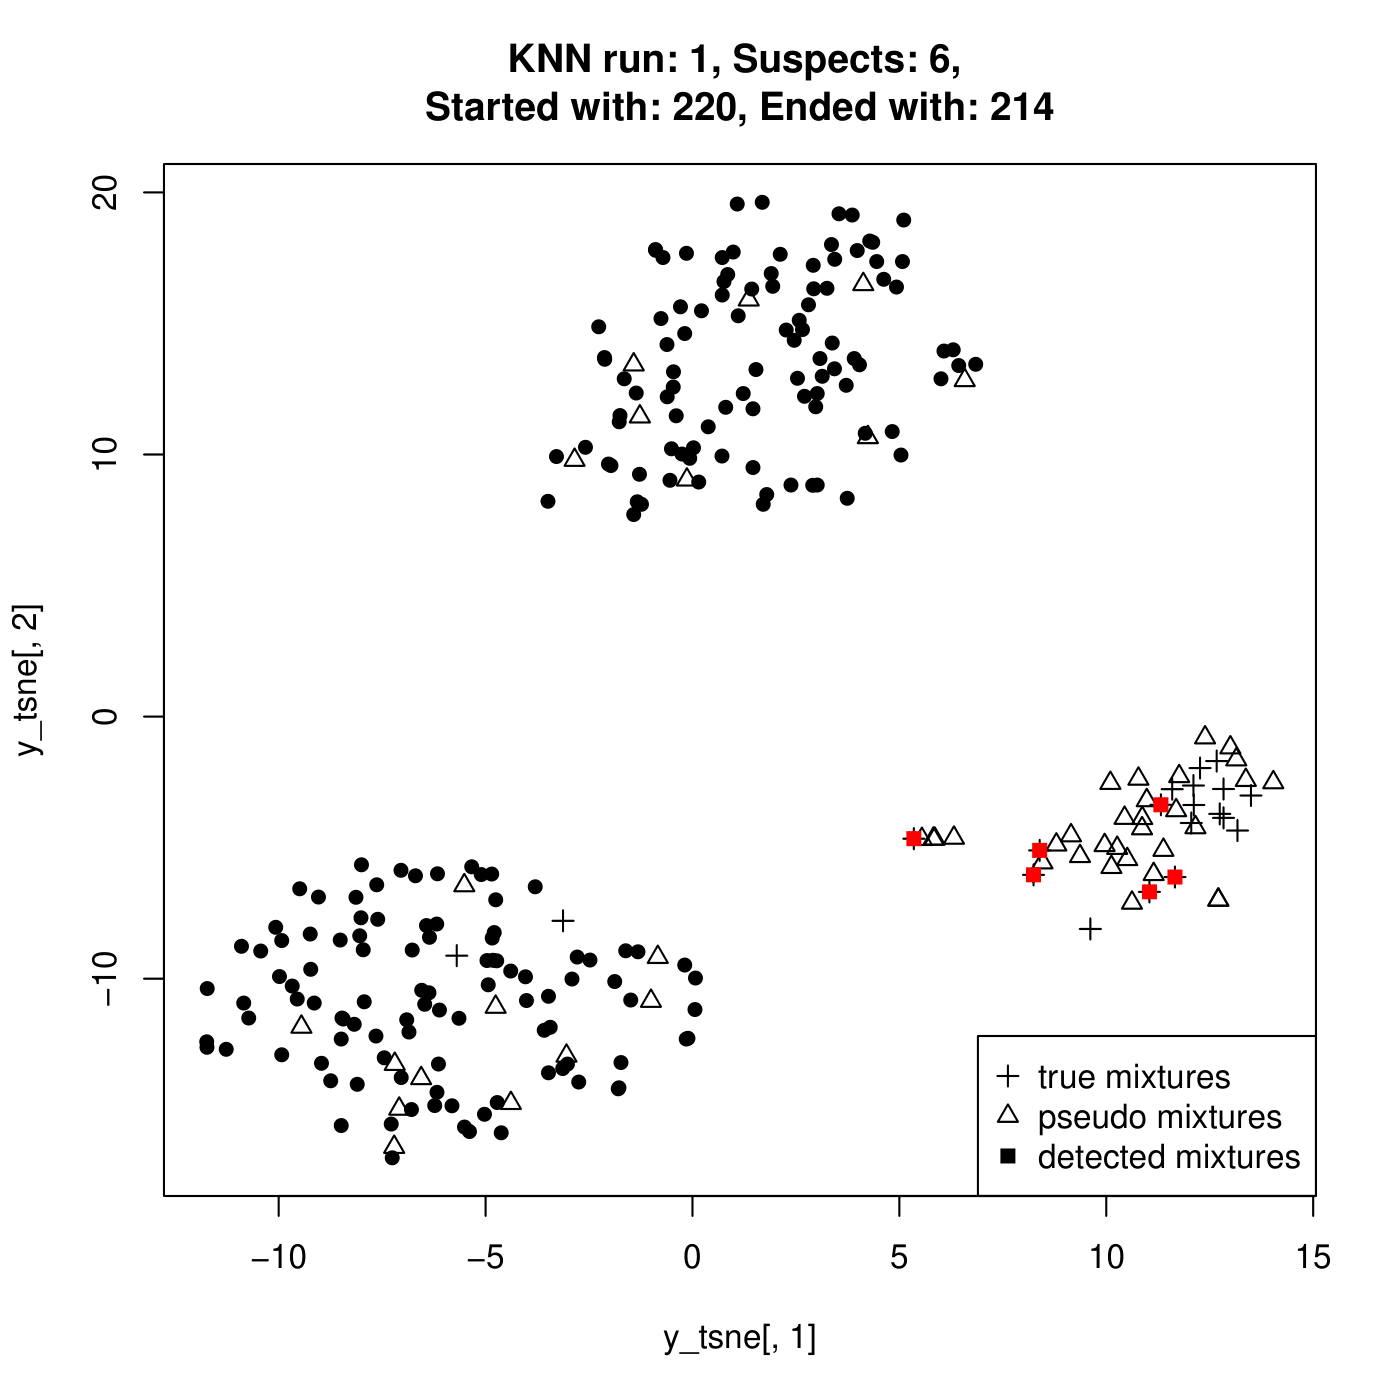 KNN run: 1, Suspects: 6,
Started with: 220, Ended with: 214
y_tsne[, 2]
20
10
0
−10
true mixtures
pseudo mixtures
detected mixtures
−10 −5 0 5 10 15
y_tsne[, 1]